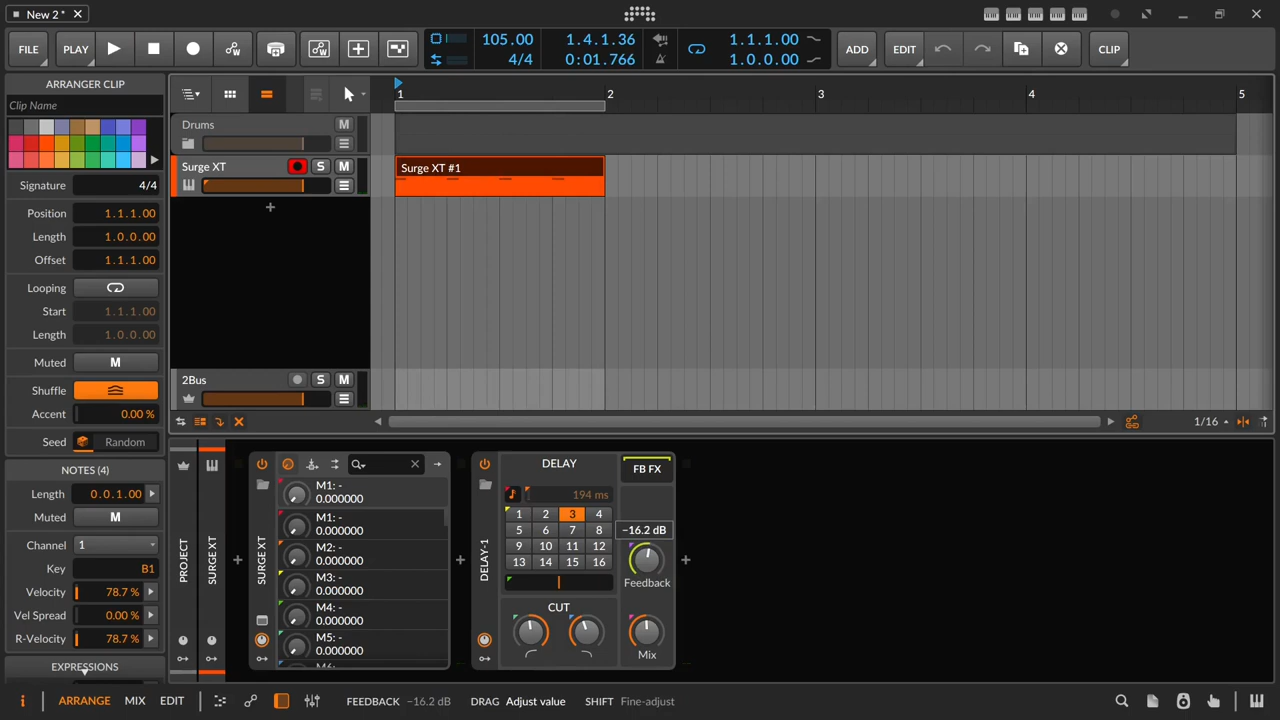 New 2 *
FILE PLAY 105.00 4/4 1.4.1.36 0:01.766 1.1.1.00 1.0.0.00 ADD EDIT CLIP
ARRANGER CLIP
Clip Name
Signature 4/4
Position 1.1.1.00
Length 1.0.0.00
Offset 1.1.1.00
Looping
Start 1.1.1.00
Length 1.0.0.00
Muted M
Shuffle
Accent 0.00 %
Seed Random
NOTES (4)
Length 0.0.1.00
Muted M
Channel 1
Key B1
Velocity 78.7 %
Vel Spread 0.00 %
R-Velocity 78.7 %
EXPRESSIONS
1 2 3 4 5
Drums M
Surge XT S M
Surge XT #1
+
2Bus S M
1/16
PROJECT
SURGE XT
SURGE XT
M1: -
0.000000
M1: -
0.000000
M2: -
0.000000
M3: -
0.000000
M4: -
0.000000
M5: -
0.000000
DELAY-1
DELAY
194 ms
1 2 3 4
5 6 7 8
9 10 11 12
13 14 15 16
CUT
FB FX
−16.2 dB
Feedback
Mix
i ARRANGE MIX EDIT FEEDBACK −16.2 dB DRAG Adjust value SHIFT Fine-adjust